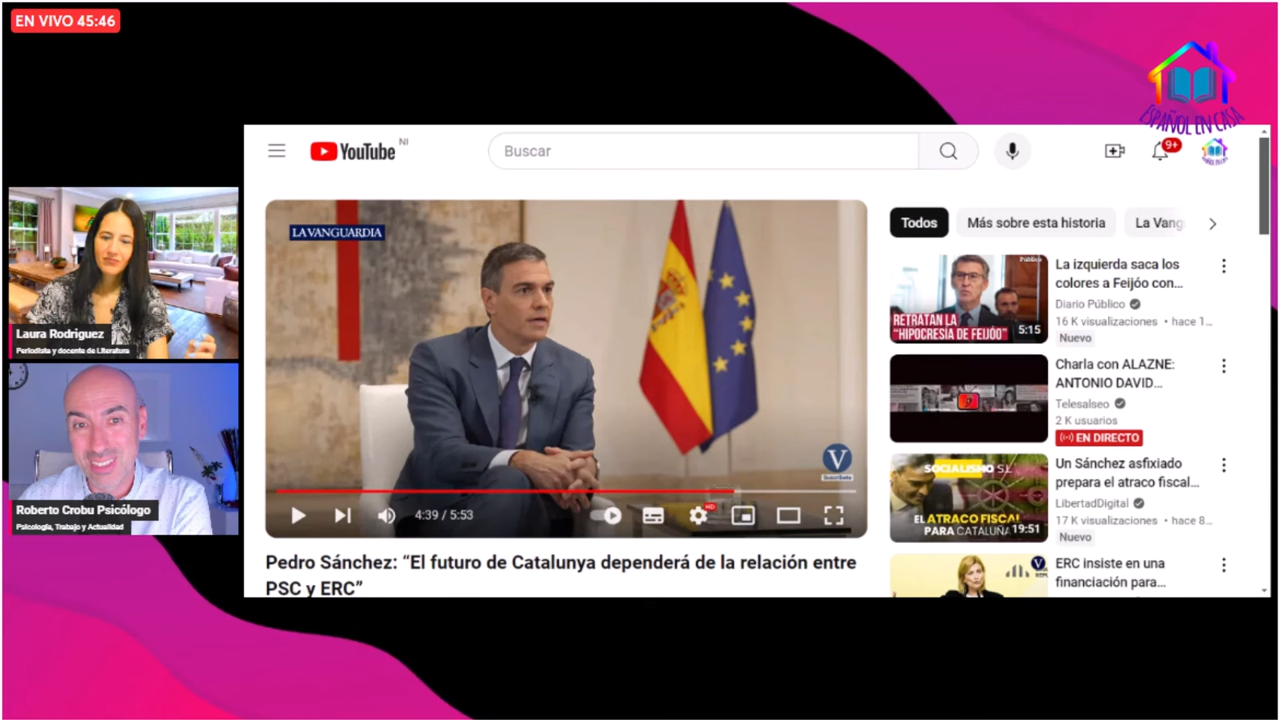 EN VIVO 45:46
ESPAÑOL EN CASA
YouTube NI
Buscar
9+
LAVANGUARDIA
Suscríbete
4:39 / 5:53
HD
Pedro Sánchez: “El futuro de Catalunya dependerá de la relación entre
PSC y ERC”
Todos
Más sobre esta historia
La Vang
Público
RETRATAN LA
“HIPOCRESÍA DE FEIJÓO”
5:15
La izquierda saca los
colores a Feijóo con...
Diario Público
16 K visualizaciones • hace 1...
Nuevo
Charla con ALAZNE:
ANTONIO DAVID...
Telesalseo
2 K usuarios
EN DIRECTO
SOCIALISMO S.L.
EL ATRACO FISCAL
PARA CATALUÑA
19:51
Un Sánchez asfixiado
prepara el atraco fiscal...
LibertadDigital
17 K visualizaciones • hace 8...
Nuevo
ERC insiste en una
financiación para...
Laura Rodriguez
Periodista y docente de Literatura
Roberto Crobu Psicólogo
Psicología, Trabajo y Actualidad